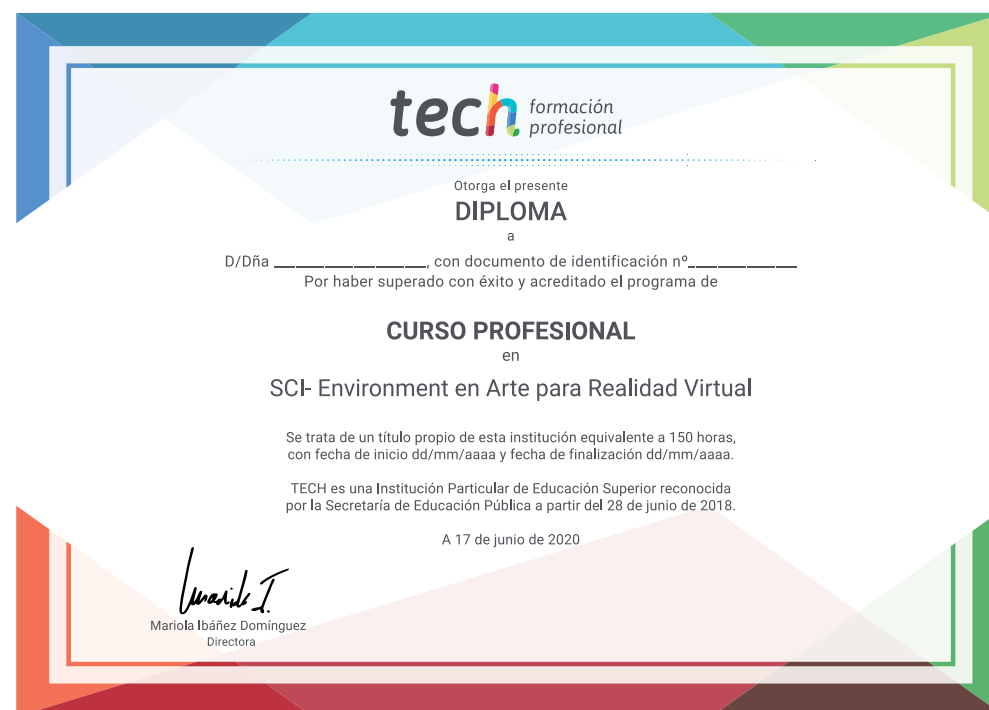 tech formación
profesional
Otorga el presente
DIPLOMA
a
D/Dña ____________________, con documento de identificación nº______________
Por haber superado con éxito y acreditado el programa de
CURSO PROFESIONAL
en
SCI- Environment en Arte para Realidad Virtual
Se trata de un título propio de esta institución equivalente a 150 horas,
con fecha de inicio dd/mm/aaaa y fecha de finalización dd/mm/aaaa.
TECH es una Institución Particular de Educación Superior reconocida
por la Secretaría de Educación Pública a partir del 28 de junio de 2018.
A 17 de junio de 2020
Mariola I.
Mariola Ibáñez Domínguez
Directora